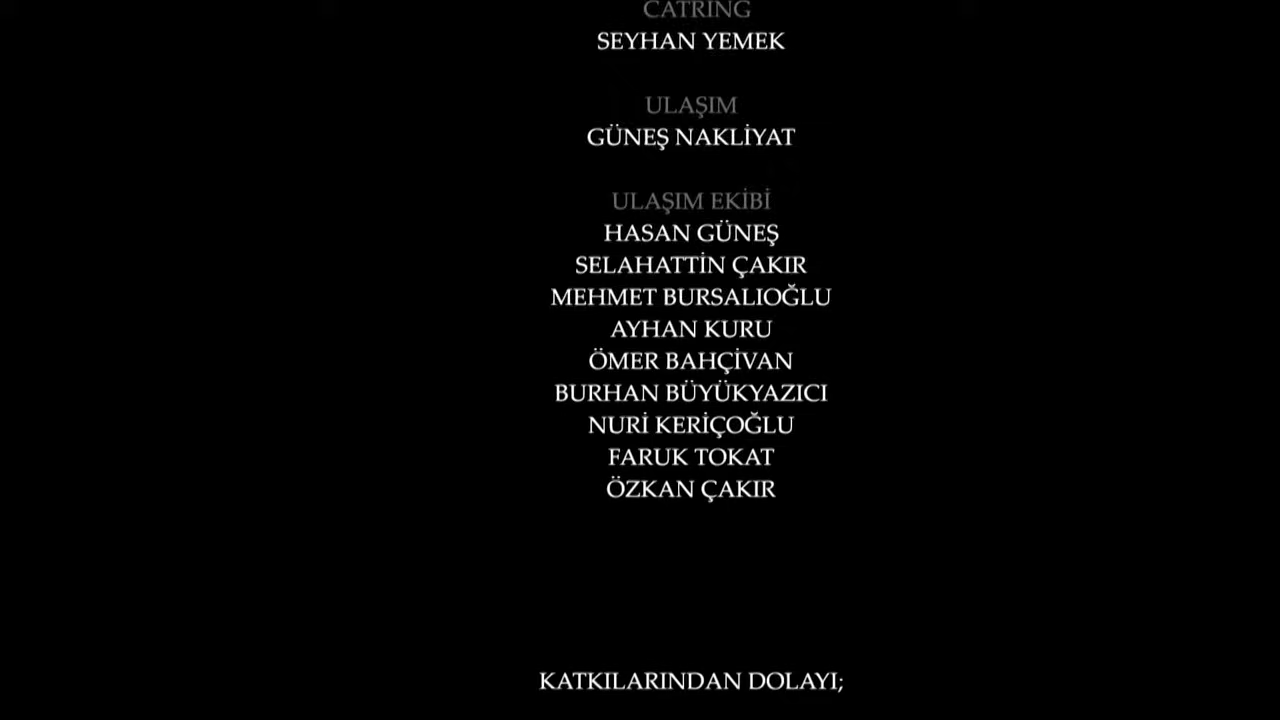 CATRING
SEYHAN YEMEK
ULAŞIM
GÜNEŞ NAKLİYAT
ULAŞIM EKİBİ
HASAN GÜNEŞ
SELAHATTİN ÇAKIR
MEHMET BURSALIOĞLU
AYHAN KURU
ÖMER BAHÇİVAN
BURHAN BÜYÜKYAZICI
NURİ KERİÇOĞLU
FARUK TOKAT
ÖZKAN ÇAKIR
KATKILARINDAN DOLAYI;